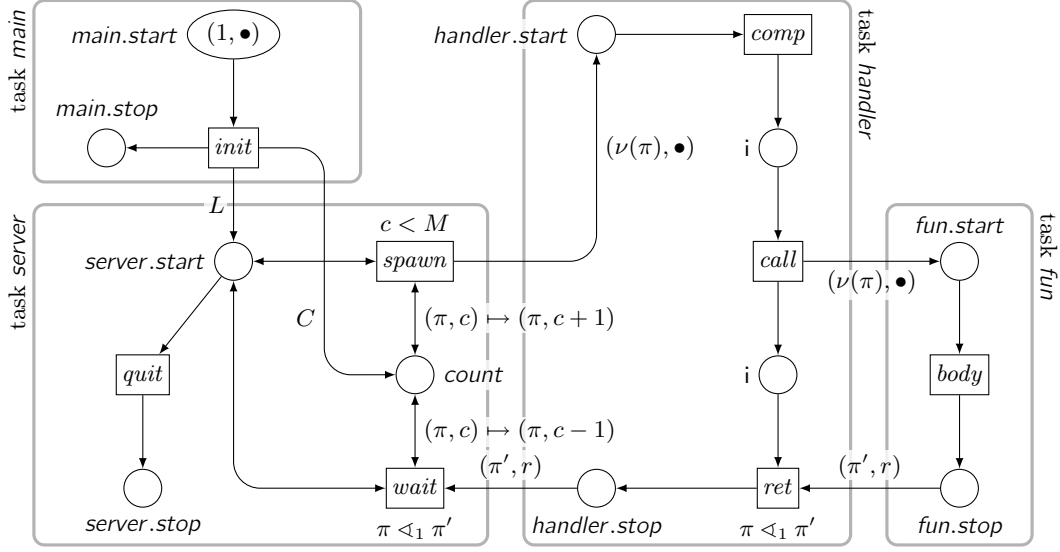 task main
main.start
(1, •)
main.stop
init
L
C
task server
server.start
c < M
spawn
(π, c) ↦ (π, c + 1)
count
(π, c) ↦ (π, c − 1)
quit
server.stop
wait
π ⋖₁ π′
(π′, r)
task handler
handler.start
comp
(ν(π), •)
i
call
(ν(π), •)
i
ret
π ⋖₁ π′
handler.stop
(π′, r)
task fun
fun.start
body
fun.stop